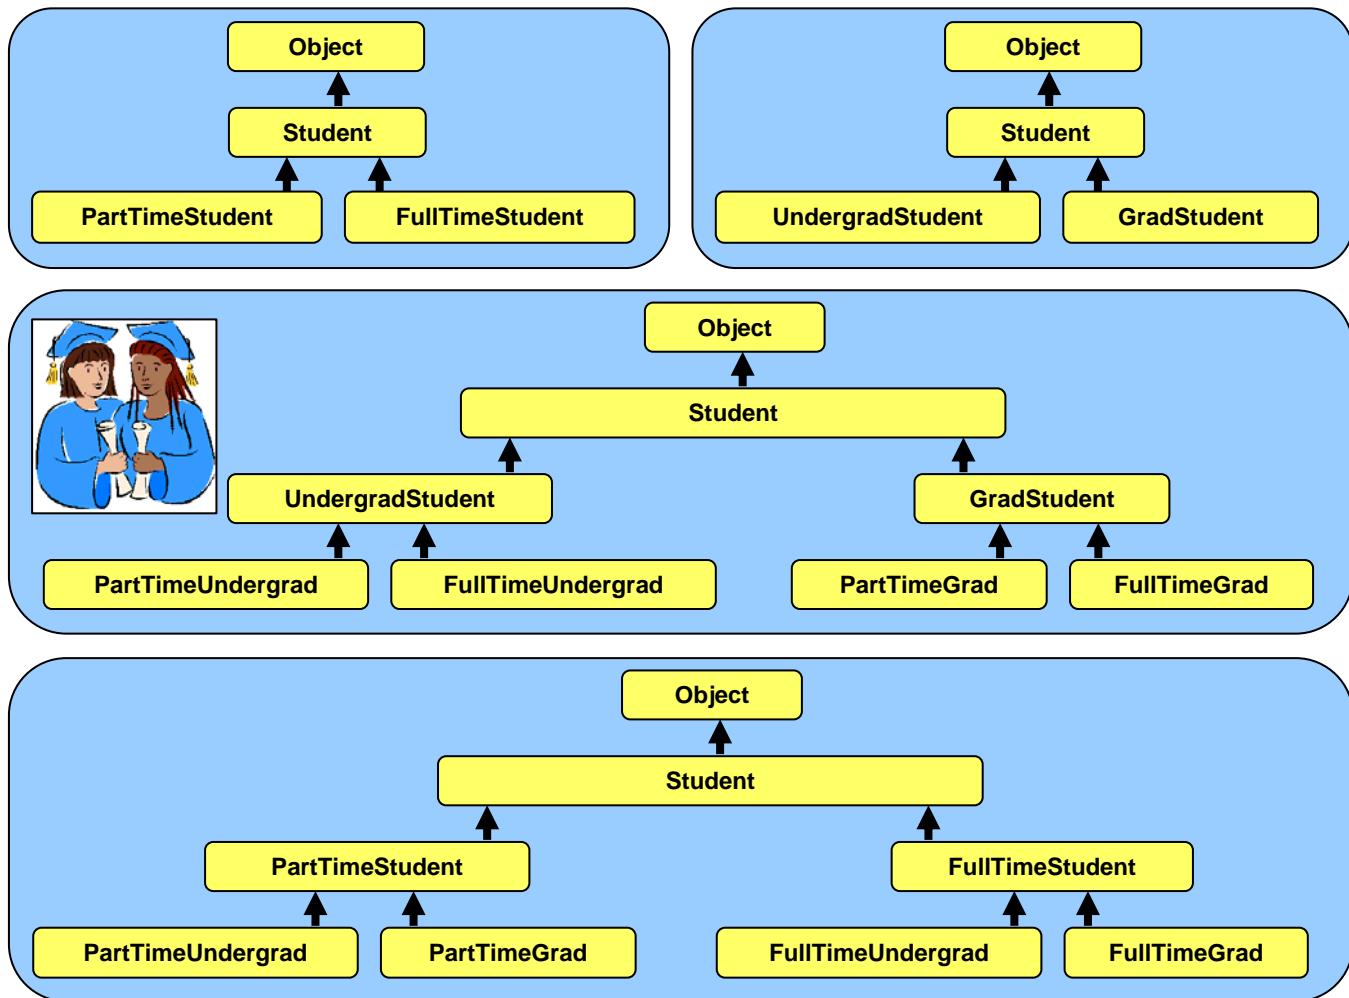 Object
Student
PartTimeStudent
FullTimeStudent
Object
Student
UndergradStudent
GradStudent
Object
Student
UndergradStudent
GradStudent
PartTimeUndergrad
FullTimeUndergrad
PartTimeGrad
FullTimeGrad
Object
Student
PartTimeStudent
FullTimeStudent
PartTimeUndergrad
PartTimeGrad
FullTimeUndergrad
FullTimeGrad